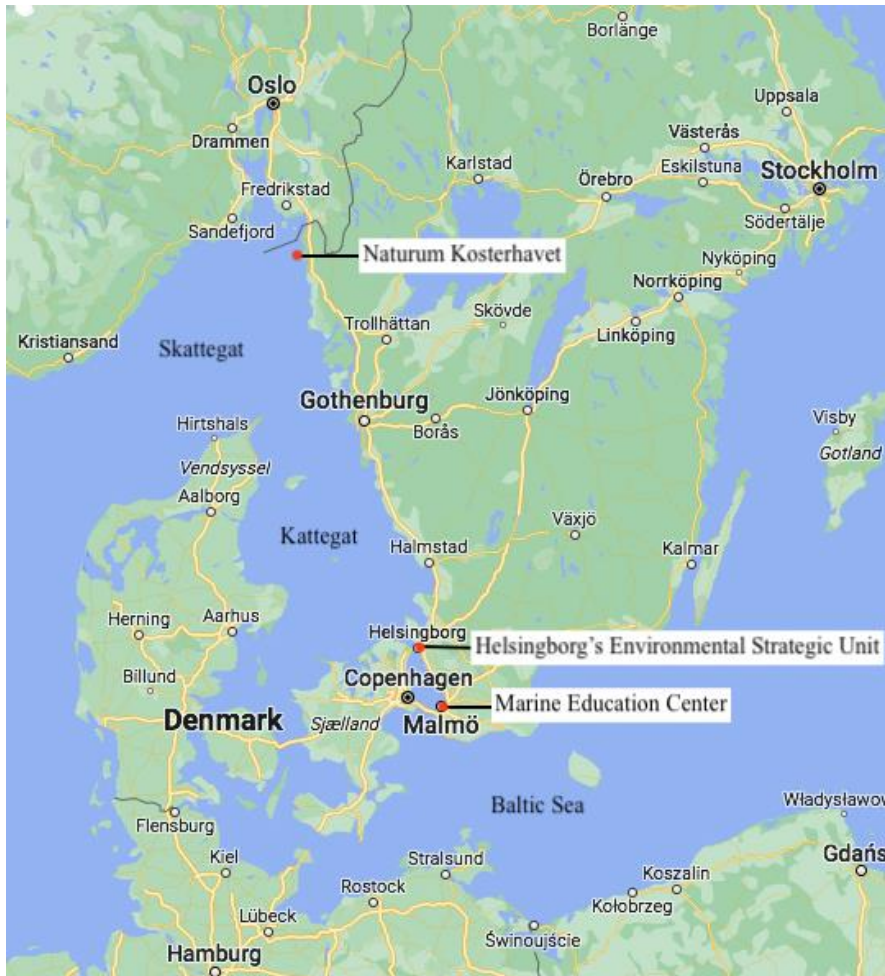 Borlänge
Oslo
Uppsala
Drammen
Västerås
Karlstad
Örebro
Eskilstuna
Stockholm
Fredrikstad
Södertälje
Sandefjord
Naturum Kosterhavet
Nyköping
Norrköping
Skövde
Trollhättan
Linköping
Kristiansand
Skattegat
Gothenburg
Jönköping
Borås
Visby
Hirtshals
Gotland
Vendsyssel
Aalborg
Växjö
Kattegat
Halmstad
Kalmar
Herning
Aarhus
Helsingborg
Helsingborg's Environmental Strategic Unit
Billund
Copenhagen
Marine Education Center
Denmark
Sjælland
Malmö
Baltic Sea
Władysławow
Flensburg
Kiel
Stralsund
Gdańs
Koszalin
Rostock
Kołobrzeg
Lübeck
Świnoujście
Hamburg